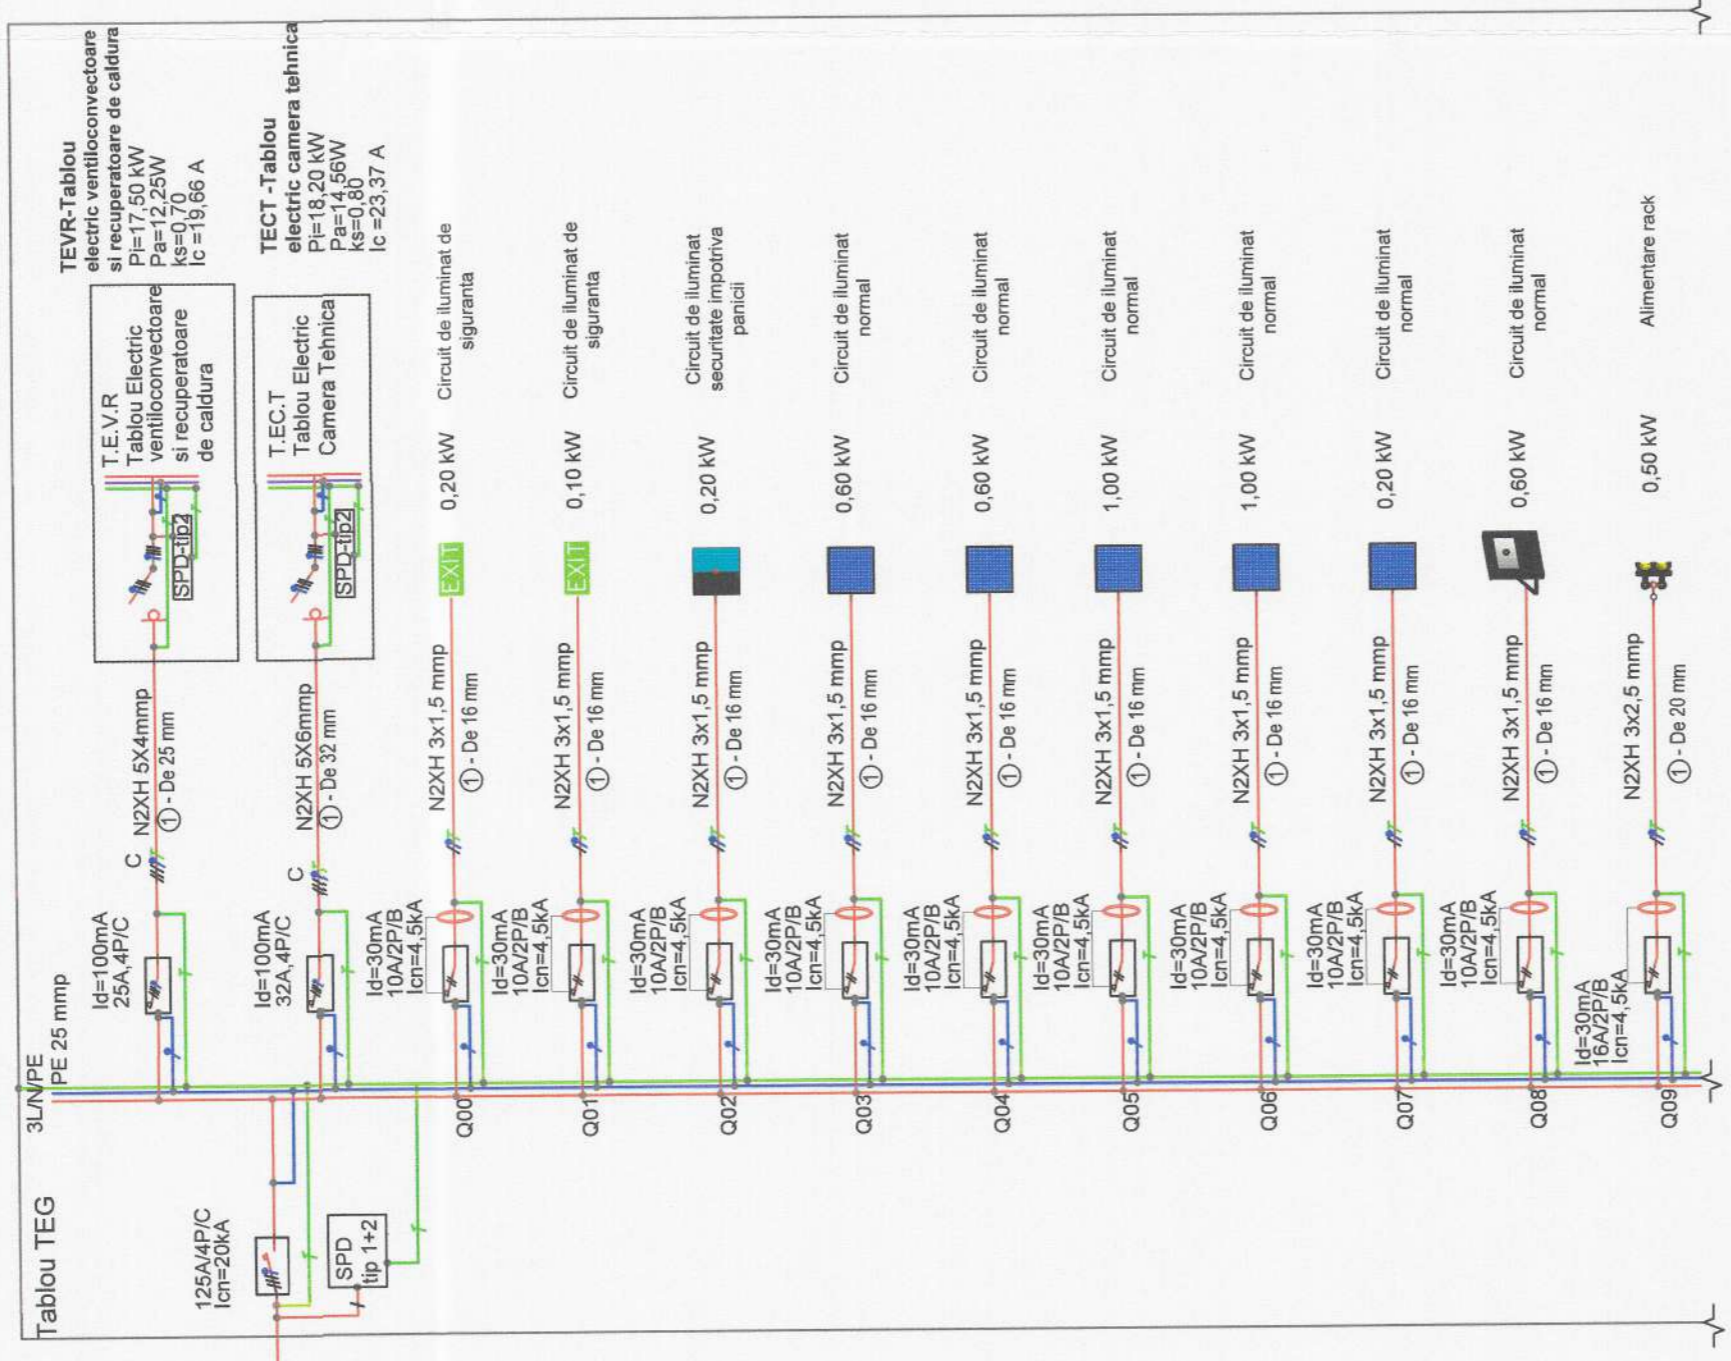 Tablou TEG
3L/N/PE
PE 25 mmp
125A/4P/C
Icn=20kA
SPD
tip 1+2
Id=100mA
25A,4P/C
C
N2XH 5X4mmp
1 - De 25 mm
T.E.V.R
Tablou Electric
ventiloconvectoare
si recuperatoare
de caldura
SPD-tip2
TEVR-Tablou
electric ventiloconvectoare
si recuperatoare de caldura
Pi=17,50 kW
Pa=12,25W
ks=0,70
Ic =19,66 A
Id=100mA
32A,4P/C
C
N2XH 5X6mmp
1 - De 32 mm
T.EC.T
Tablou Electric
Camera Tehnica
SPD-tip2
TECT -Tablou
electric camera tehnica
Pi=18,20 kW
Pa=14,56W
ks=0,80
Ic =23,37 A
Q00
Id=30mA
10A/2P/B
Icn=4,5kA
N2XH 3x1,5 mmp
1 - De 16 mm
EXIT
0,20 kW
Circuit de iluminat de
siguranta
Q01
Id=30mA
10A/2P/B
Icn=4,5kA
N2XH 3x1,5 mmp
1 - De 16 mm
EXIT
0,10 kW
Circuit de iluminat de
siguranta
Q02
Id=30mA
10A/2P/B
Icn=4,5kA
N2XH 3x1,5 mmp
1 - De 16 mm
0,20 kW
Circuit de iluminat
securitate impotriva
panicii
Q03
Id=30mA
10A/2P/B
Icn=4,5kA
N2XH 3x1,5 mmp
1 - De 16 mm
0,60 kW
Circuit de iluminat
normal
Q04
Id=30mA
10A/2P/B
Icn=4,5kA
N2XH 3x1,5 mmp
1 - De 16 mm
0,60 kW
Circuit de iluminat
normal
Q05
Id=30mA
10A/2P/B
Icn=4,5kA
N2XH 3x1,5 mmp
1 - De 16 mm
1,00 kW
Circuit de iluminat
normal
Q06
Id=30mA
10A/2P/B
Icn=4,5kA
N2XH 3x1,5 mmp
1 - De 16 mm
1,00 kW
Circuit de iluminat
normal
Q07
Id=30mA
10A/2P/B
Icn=4,5kA
N2XH 3x1,5 mmp
1 - De 16 mm
0,20 kW
Circuit de iluminat
normal
Q08
Id=30mA
10A/2P/B
Icn=4,5kA
N2XH 3x1,5 mmp
1 - De 16 mm
0,60 kW
Circuit de iluminat
normal
Q09
Id=30mA
16A/2P/B
Icn=4,5kA
N2XH 3x2,5 mmp
1 - De 20 mm
0,50 kW
Alimentare rack